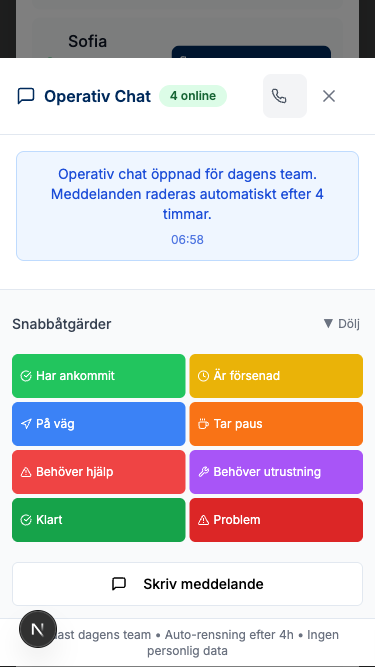 Sofia
Operativ Chat
4 online
Operativ chat öppnad för dagens team.
Meddelanden raderas automatiskt efter 4
timmar.
06:58
Snabbåtgärder
▼ Dölj
Har ankommit
Är försenad
På väg
Tar paus
Behöver hjälp
Behöver utrustning
Klart
Problem
Skriv meddelande
N
dagens team • Auto-rensning efter 4h • Ingen
personlig data